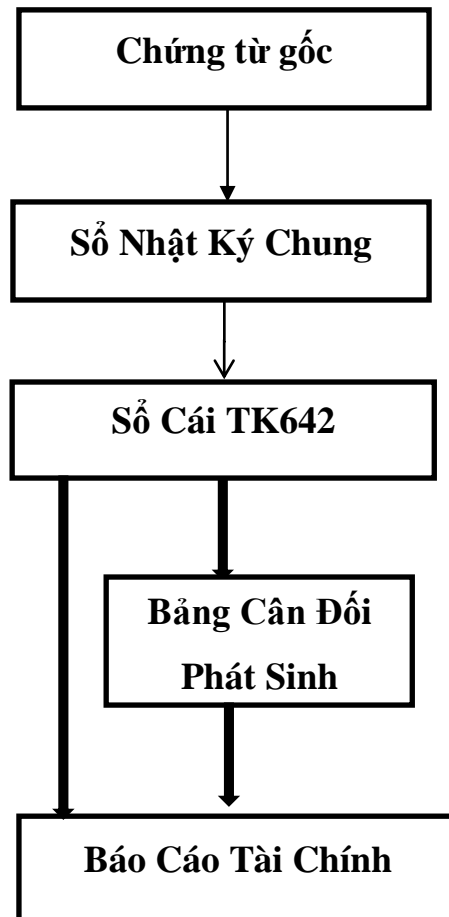 Chứng từ gốc
Sổ Nhật Ký Chung
Sổ Cái TK642
Bảng Cân Đối
Phát Sinh
Báo Cáo Tài Chính